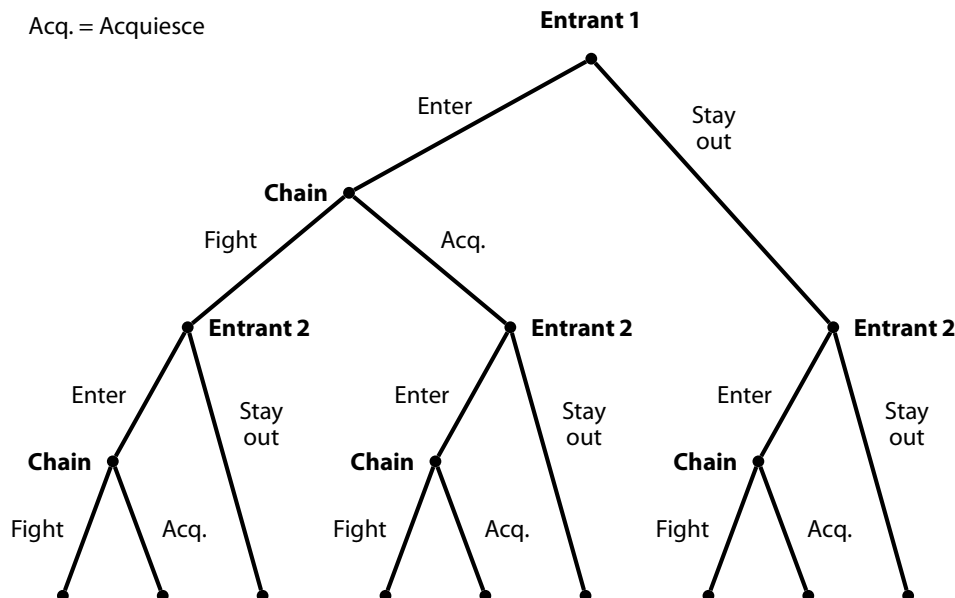 Acq. = Acquiesce
Entrant 1
Enter
Stay
out
Chain
Fight
Acq.
Entrant 2
Entrant 2
Entrant 2
Enter
Stay
out
Enter
Stay
out
Enter
Stay
out
Chain
Chain
Chain
Fight
Acq.
Fight
Acq.
Fight
Acq.